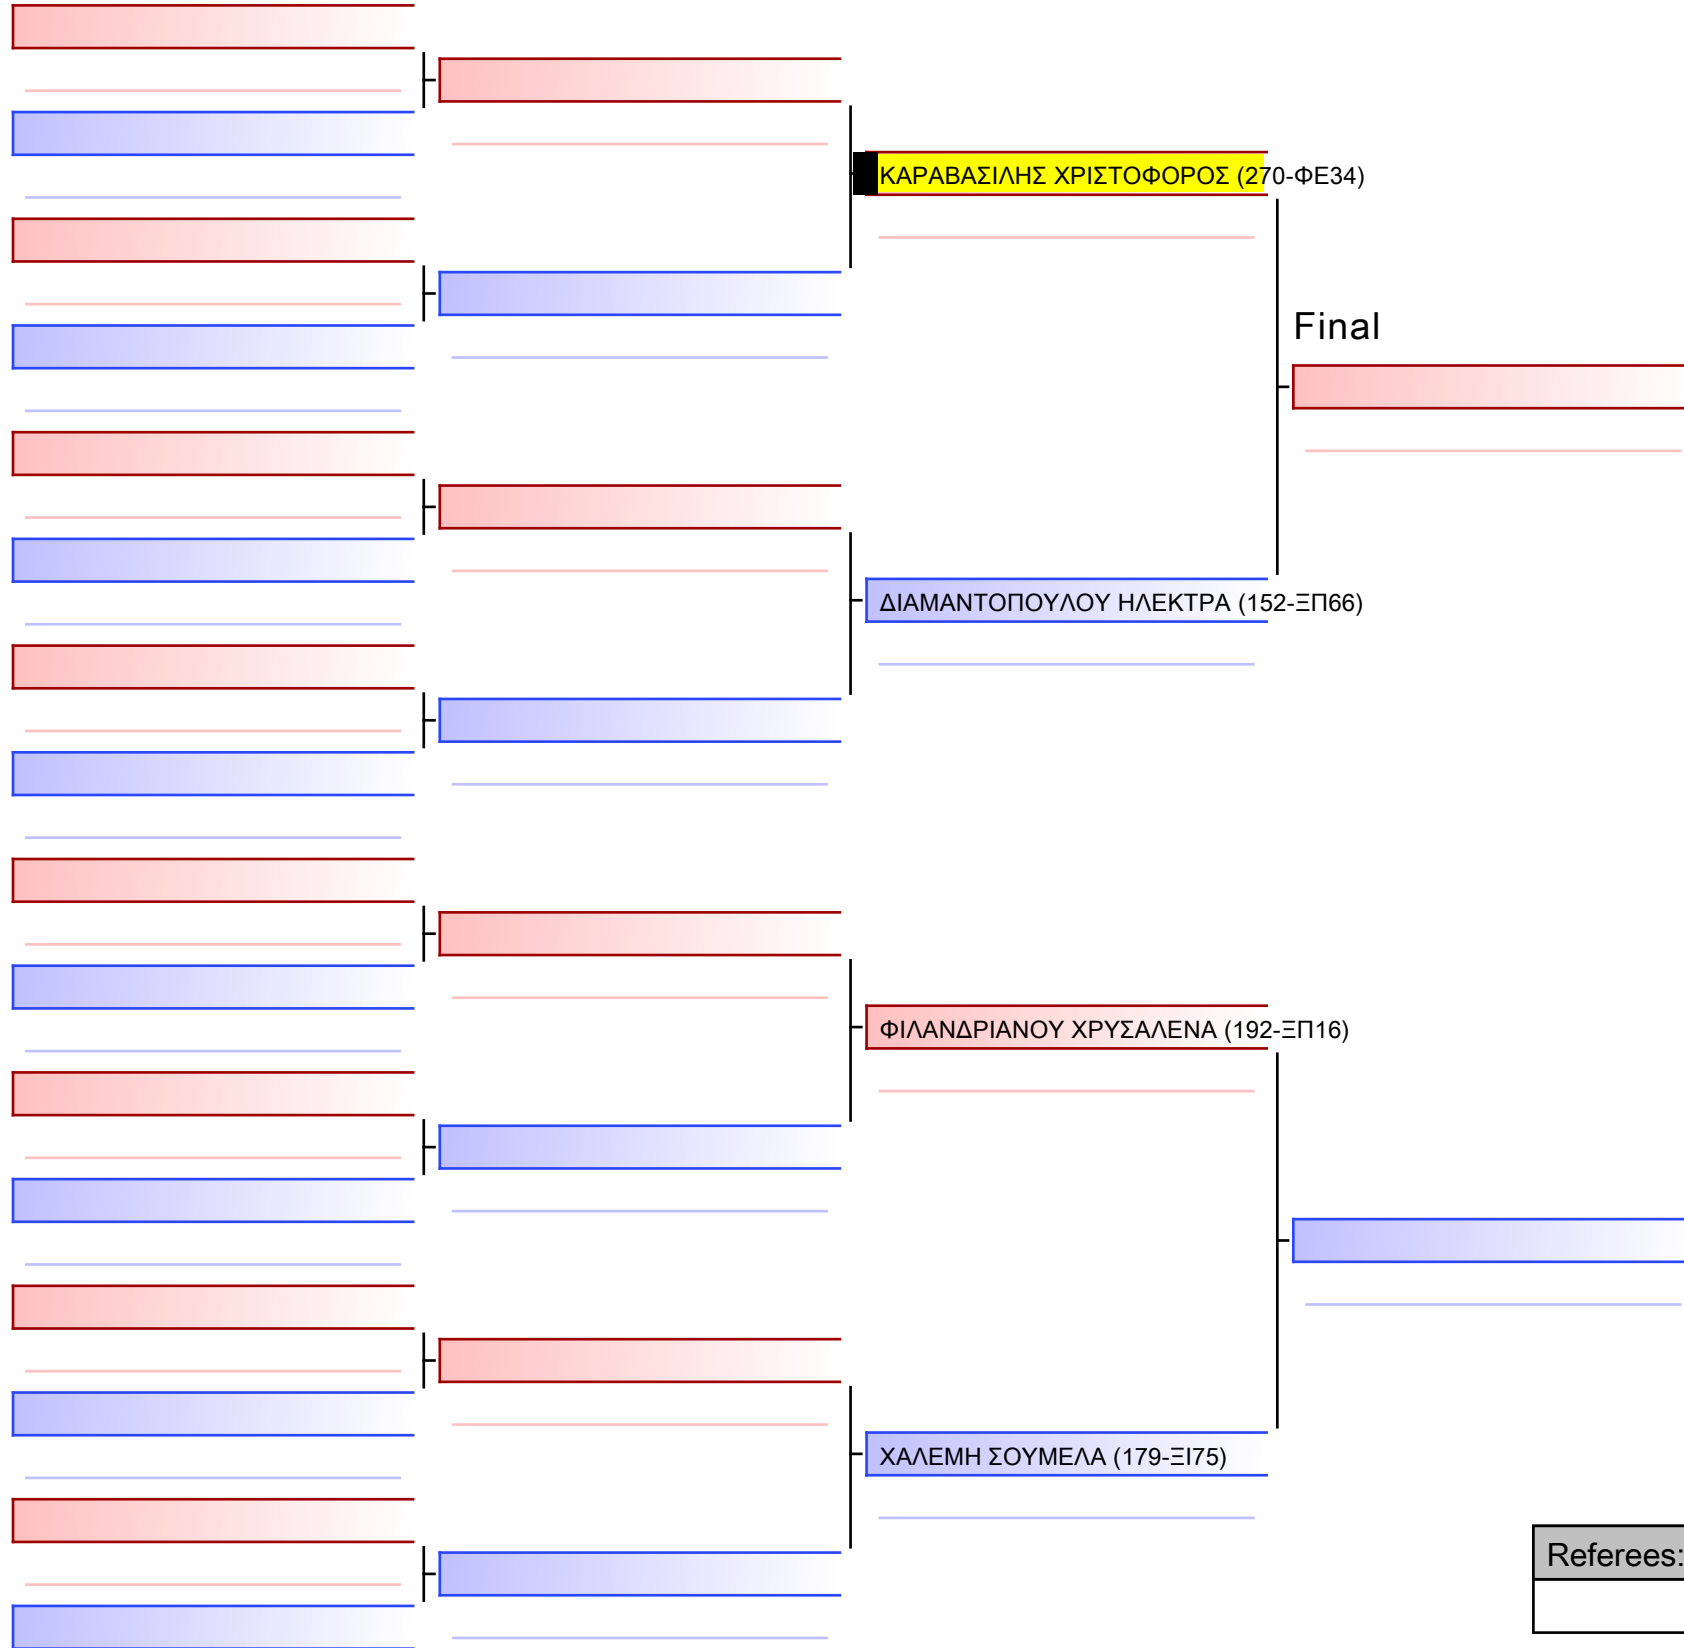 ΚΑΡΑΒΑΣΙΛΗΣ ΧΡΙΣΤΟΦΟΡΟΣ (270-ΦΕ34)
Final
ΔΙΑΜΑΝΤΟΠΟΥΛΟΥ ΗΛΕΚΤΡΑ (152-ΞΠ66)
ΦΙΛΑΝΔΡΙΑΝΟΥ ΧΡΥΣΑΛΕΝΑ (192-ΞΠ16)
ΧΑΛΕΜΗ ΣΟΥΜΕΛΑ (179-ΞΙ75)
Referees: